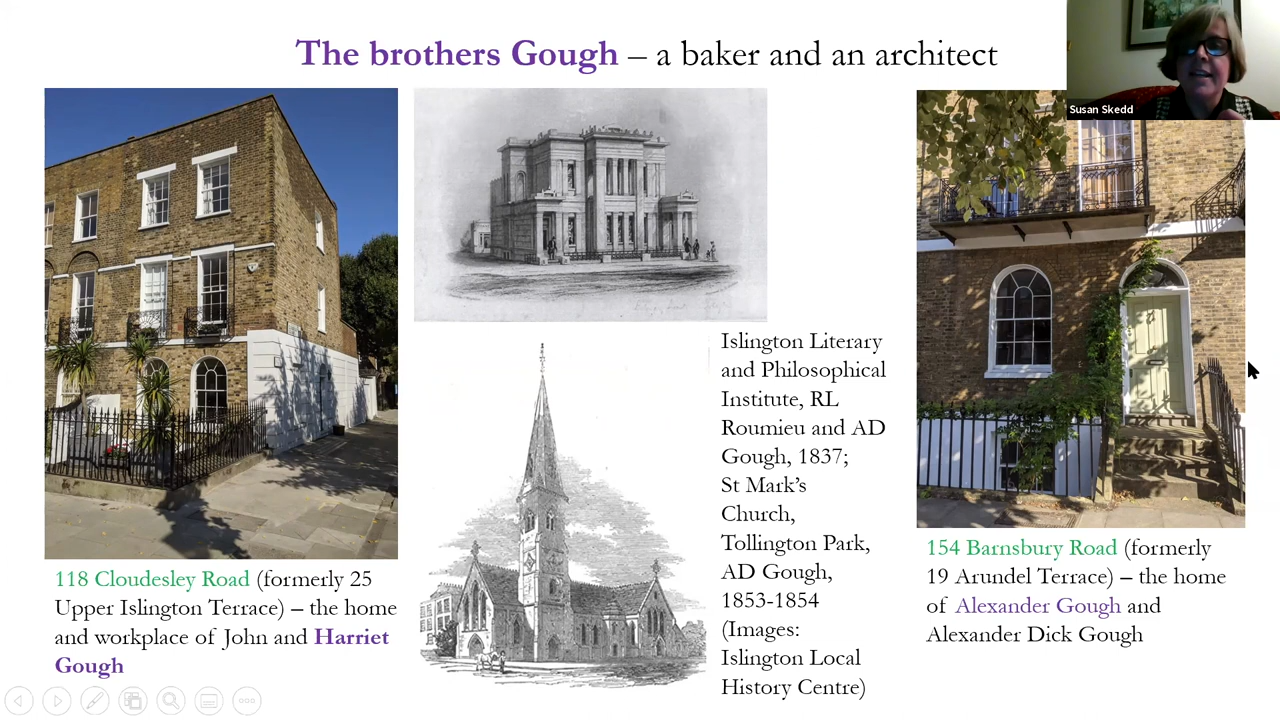 The brothers Gough – a baker and an architect
Susan Skedd
118 Cloudesley Road (formerly 25
Upper Islington Terrace) – the home
and workplace of John and Harriet
Gough
Islington Literary
and Philosophical
Institute, RL
Roumieu and AD
Gough, 1837;
St Mark’s
Church,
Tollington Park,
AD Gough,
1853-1854
(Images:
Islington Local
History Centre)
154 Barnsbury Road (formerly
19 Arundel Terrace) – the home
of Alexander Gough and
Alexander Dick Gough